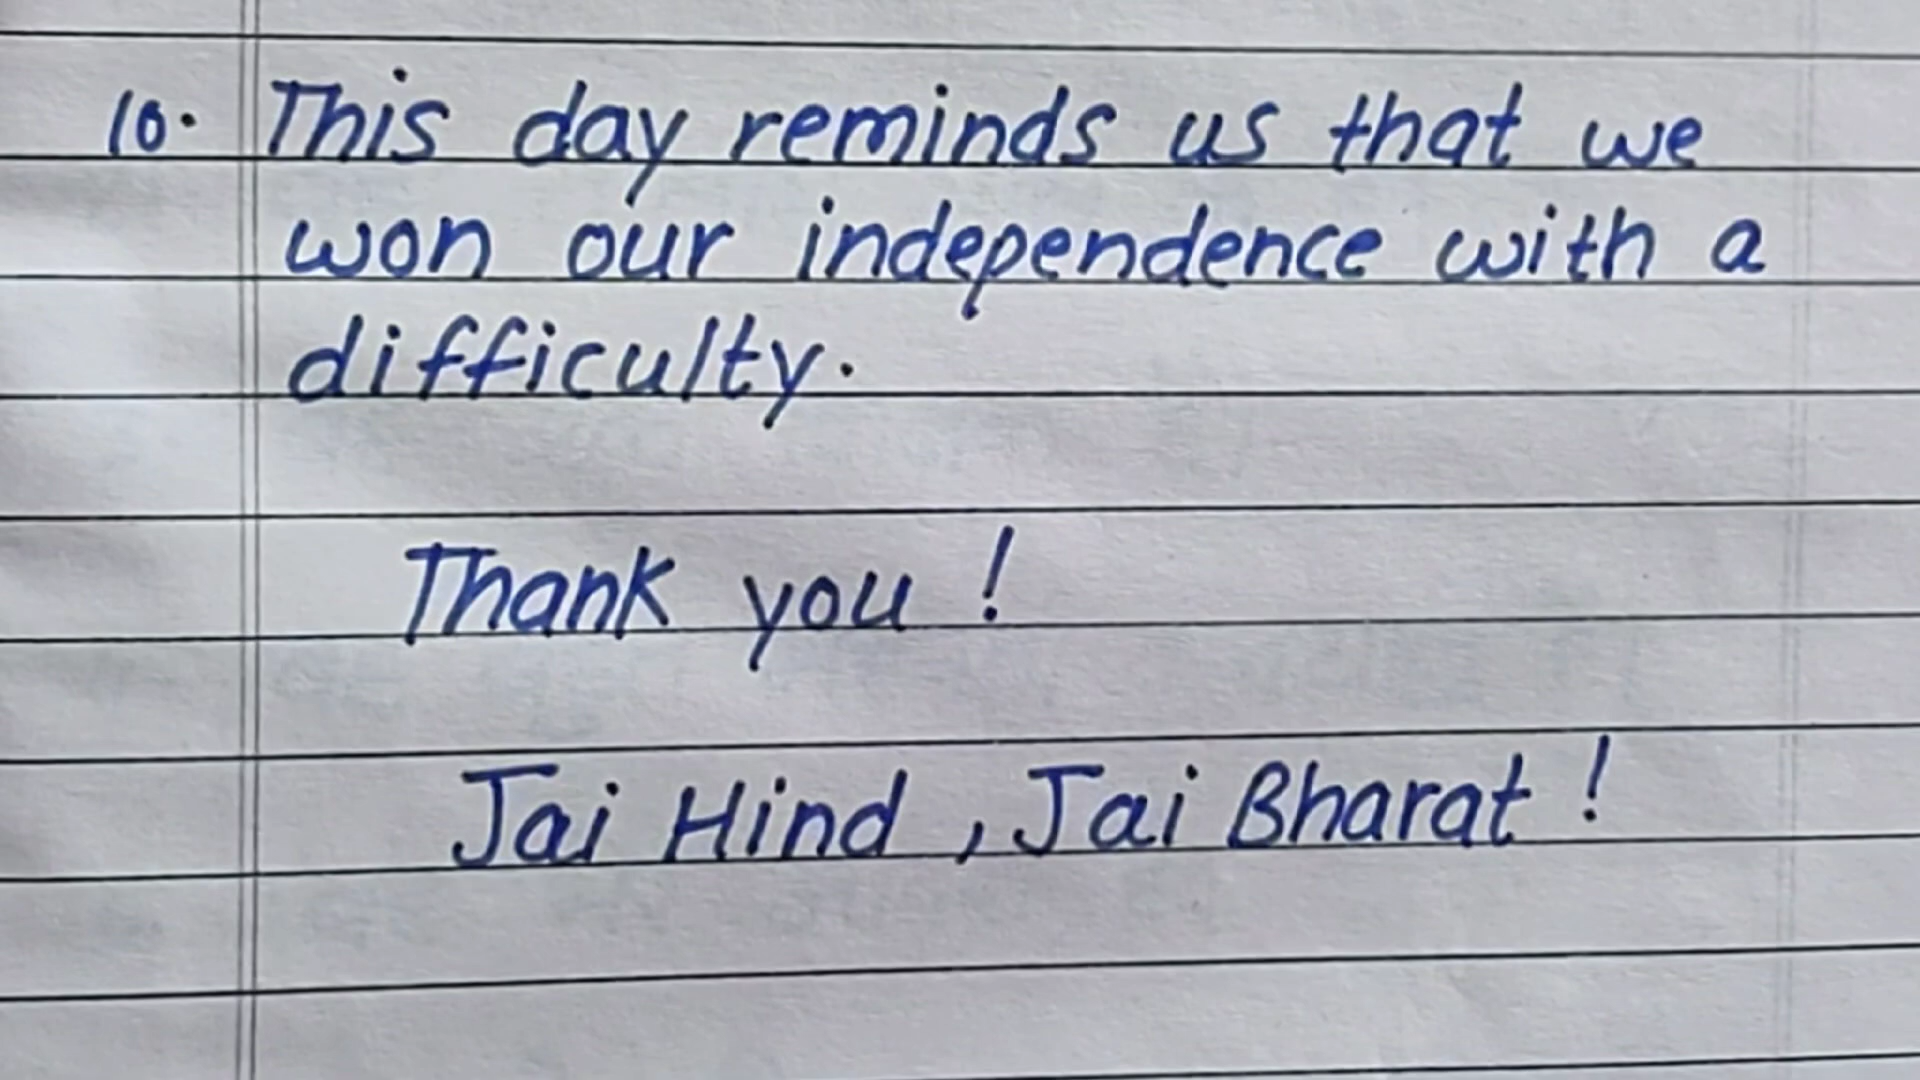 10. This day reminds us that we
won our independence with a
difficulty.
Thank you !
Jai Hind , Jai Bharat !